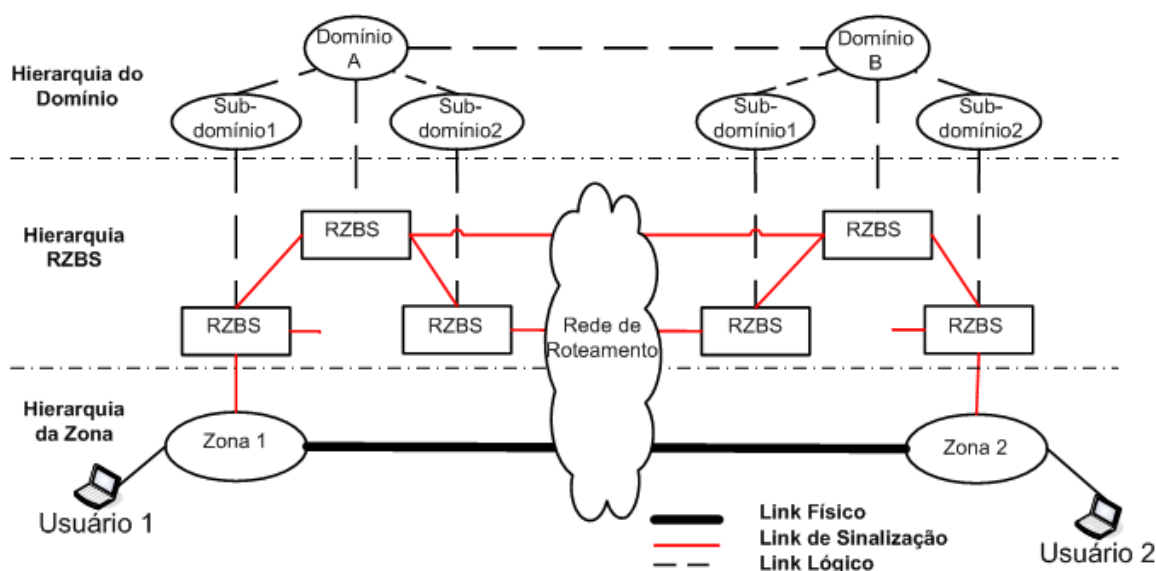 Hierarquia do
Domínio
Domínio
A
Domínio
B
Sub-
domínio1
Sub-
domínio2
Sub-
domínio1
Sub-
domínio2
Hierarquia
RZBS
RZBS
RZBS
RZBS
RZBS
RZBS
RZBS
Rede de
Roteamento
Hierarquia
da Zona
Zona 1
Zona 2
Usuário 1
Usuário 2
Link Físico
Link de Sinalização
Link Lógico